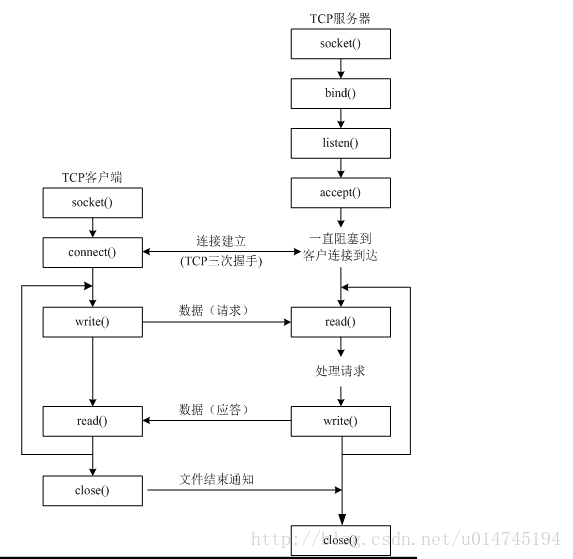 TCP服务器
socket()
bind()
listen()
accept()
TCP客户端
socket()
connect()
连接建立
(TCP三次握手)
一直阻塞到
客户连接到达
write()
数据（请求）
read()
处理请求
read()
数据（应答）
write()
close()
文件结束通知
close()
http://blog.csdn.net/u014745194